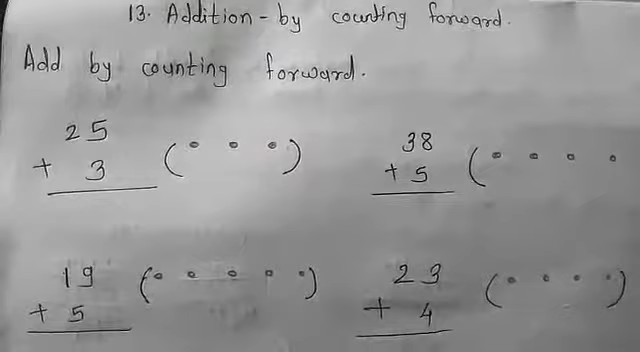 13. Addition - by counting forward.
Add by counting forward.
25
+ 3 (• • •)
38
+ 5 (• • • •
19
+ 5 (• • • • •)
23
+ 4 (• • • •)